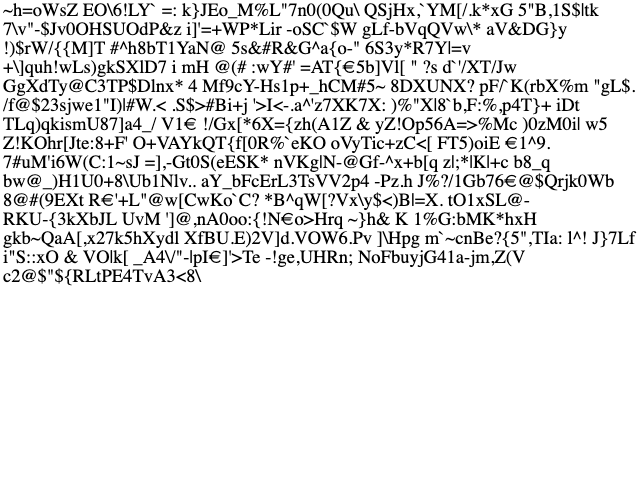 ~h=oWsZ EO\6!LY` =: k}JEo_M%L"7n0(0Qu\ QSjHx,`YM[/.k*xG 5"B,1S$|tk
7\v"-$Jv0OHSUOdP&z i]'=+WP*Lir -oSC`$W gLf-bVqQVw\* aV&DG}y
!)$rW/{{M]T #^h8bT1YaN@ 5s&#R&G^a{o-" 6S3y*R7Y|=v
+\]quh!wLs)gkSXlD7 i mH @(# :wY#' =AT{€5b]Vl[ " ?s d`'/XT/Jw
GgXdTy@C3TP$Dlnx* 4 Mf9cY-Hs1p+_hCM#5~ 8DXUNX? pF/`K(rbX%m "gL$.
/f@$23sjwe1"I)|#W.< .S$>#Bi+j '>I<-.a^'z7XK7X: )%"X|8`b,F:%,p4T}+ iDt
TLq)qkismU87]a4_/ V1€ !/Gx[*6X={zh(A1Z & yZ!Op56A=>%Mc )0zM0i| w5
Z!KOhr[Jte:8+F' O+VAYkQT{f[0R%`eKO oVyTic+zC<[ FT5)oiE €1^9.
7#uM'i6W(C:1~sJ =],-Gt0S(eESK* nVKg|N-@Gf-^x+b[q z|;*lK|+c b8_q
bw@_)H1U0+8\Ub1Nlv.. aY_bFcErL3TsVV2p4 -Pz.h J%?/1Gb76€@$Qrjk0Wb
8@#(9EXt R€'+L"@w[CwKo`C? *B^qW[?Vx\y$<)Bl=X. tO1xSL@-
RKU-{3kXbJL UvM ']@,nA0oo:{!N€o>Hrq ~}h& K 1%G:bMK*hxH
gkb~QaA[,x27k5hXydl XfBU.E)2V]d.VOW6.Pv ]\Hpg m`~cnBe?{5",TIa: l^! J}7Lf
i"S::xO & VO|k[ _A4\/"-|pI€]'>Te -!ge,UHRn; NoFbuyjG41a-jm,Z(V
c2@$"${RLtPE4TvA3<8\